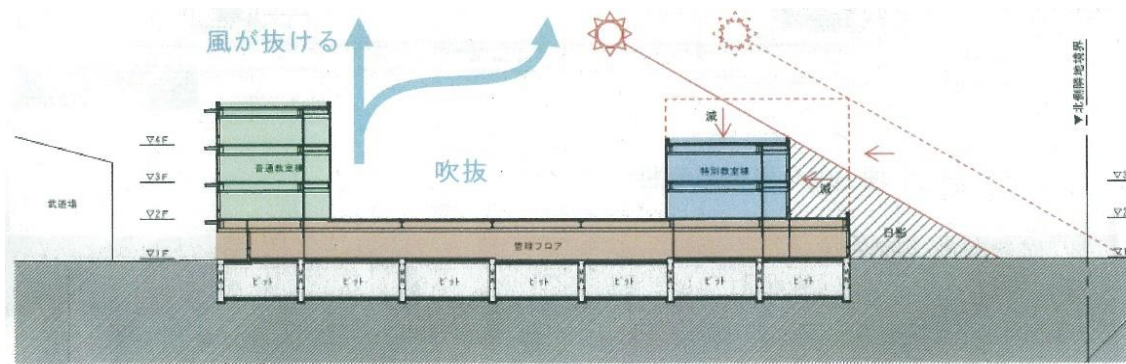 風が抜ける
▽4F
▽3F
▽2F
▽1F
武道場
普通教室棟
吹抜
管理フロア
ピット
ピット
ピット
ピット
ピット
ピット
ピット
減
特別教室棟
減
日影
▼北側隣地境界
▽3
▽2
▽1